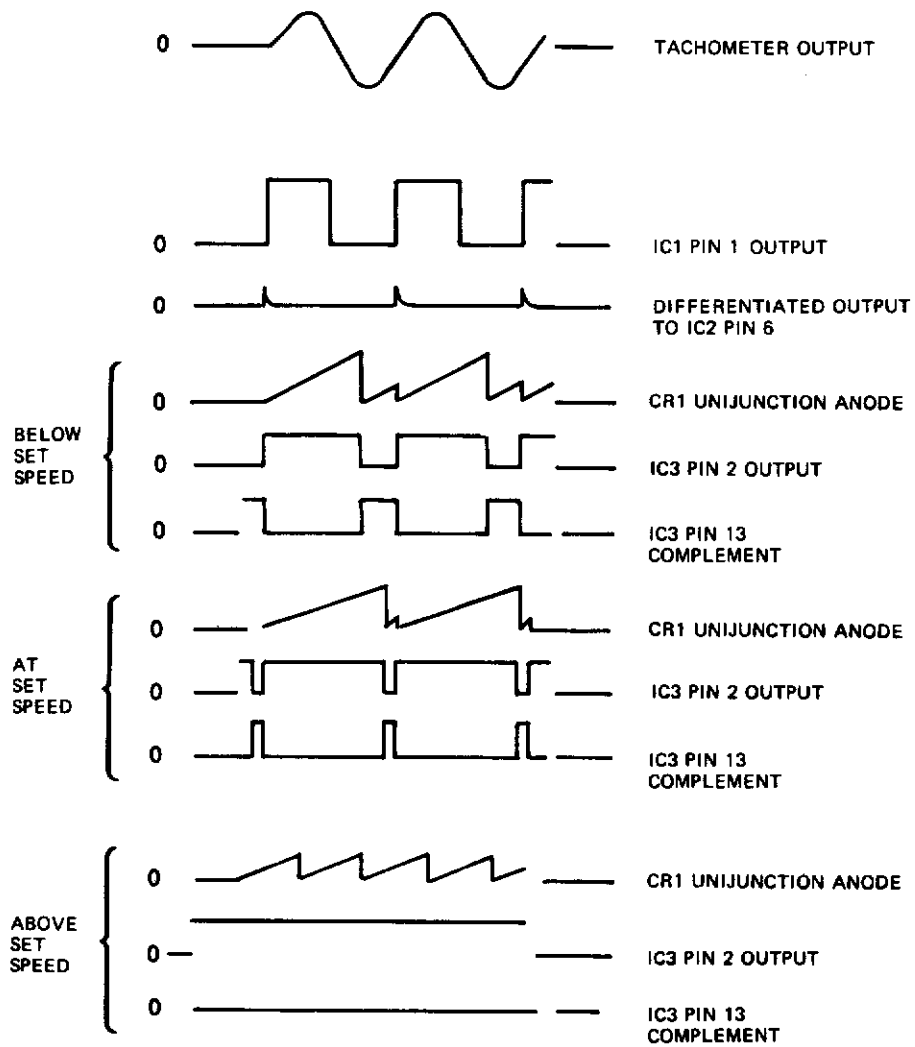 0 TACHOMETER OUTPUT
0 IC1 PIN 1 OUTPUT
0 DIFFERENTIATED OUTPUT
TO IC2 PIN 6
BELOW
SET
SPEED
0 CR1 UNIJUNCTION ANODE
0 IC3 PIN 2 OUTPUT
0 IC3 PIN 13
COMPLEMENT
AT
SET
SPEED
0 CR1 UNIJUNCTION ANODE
0 IC3 PIN 2 OUTPUT
0 IC3 PIN 13
COMPLEMENT
ABOVE
SET
SPEED
0 CR1 UNIJUNCTION ANODE
0 IC3 PIN 2 OUTPUT
0 IC3 PIN 13
COMPLEMENT